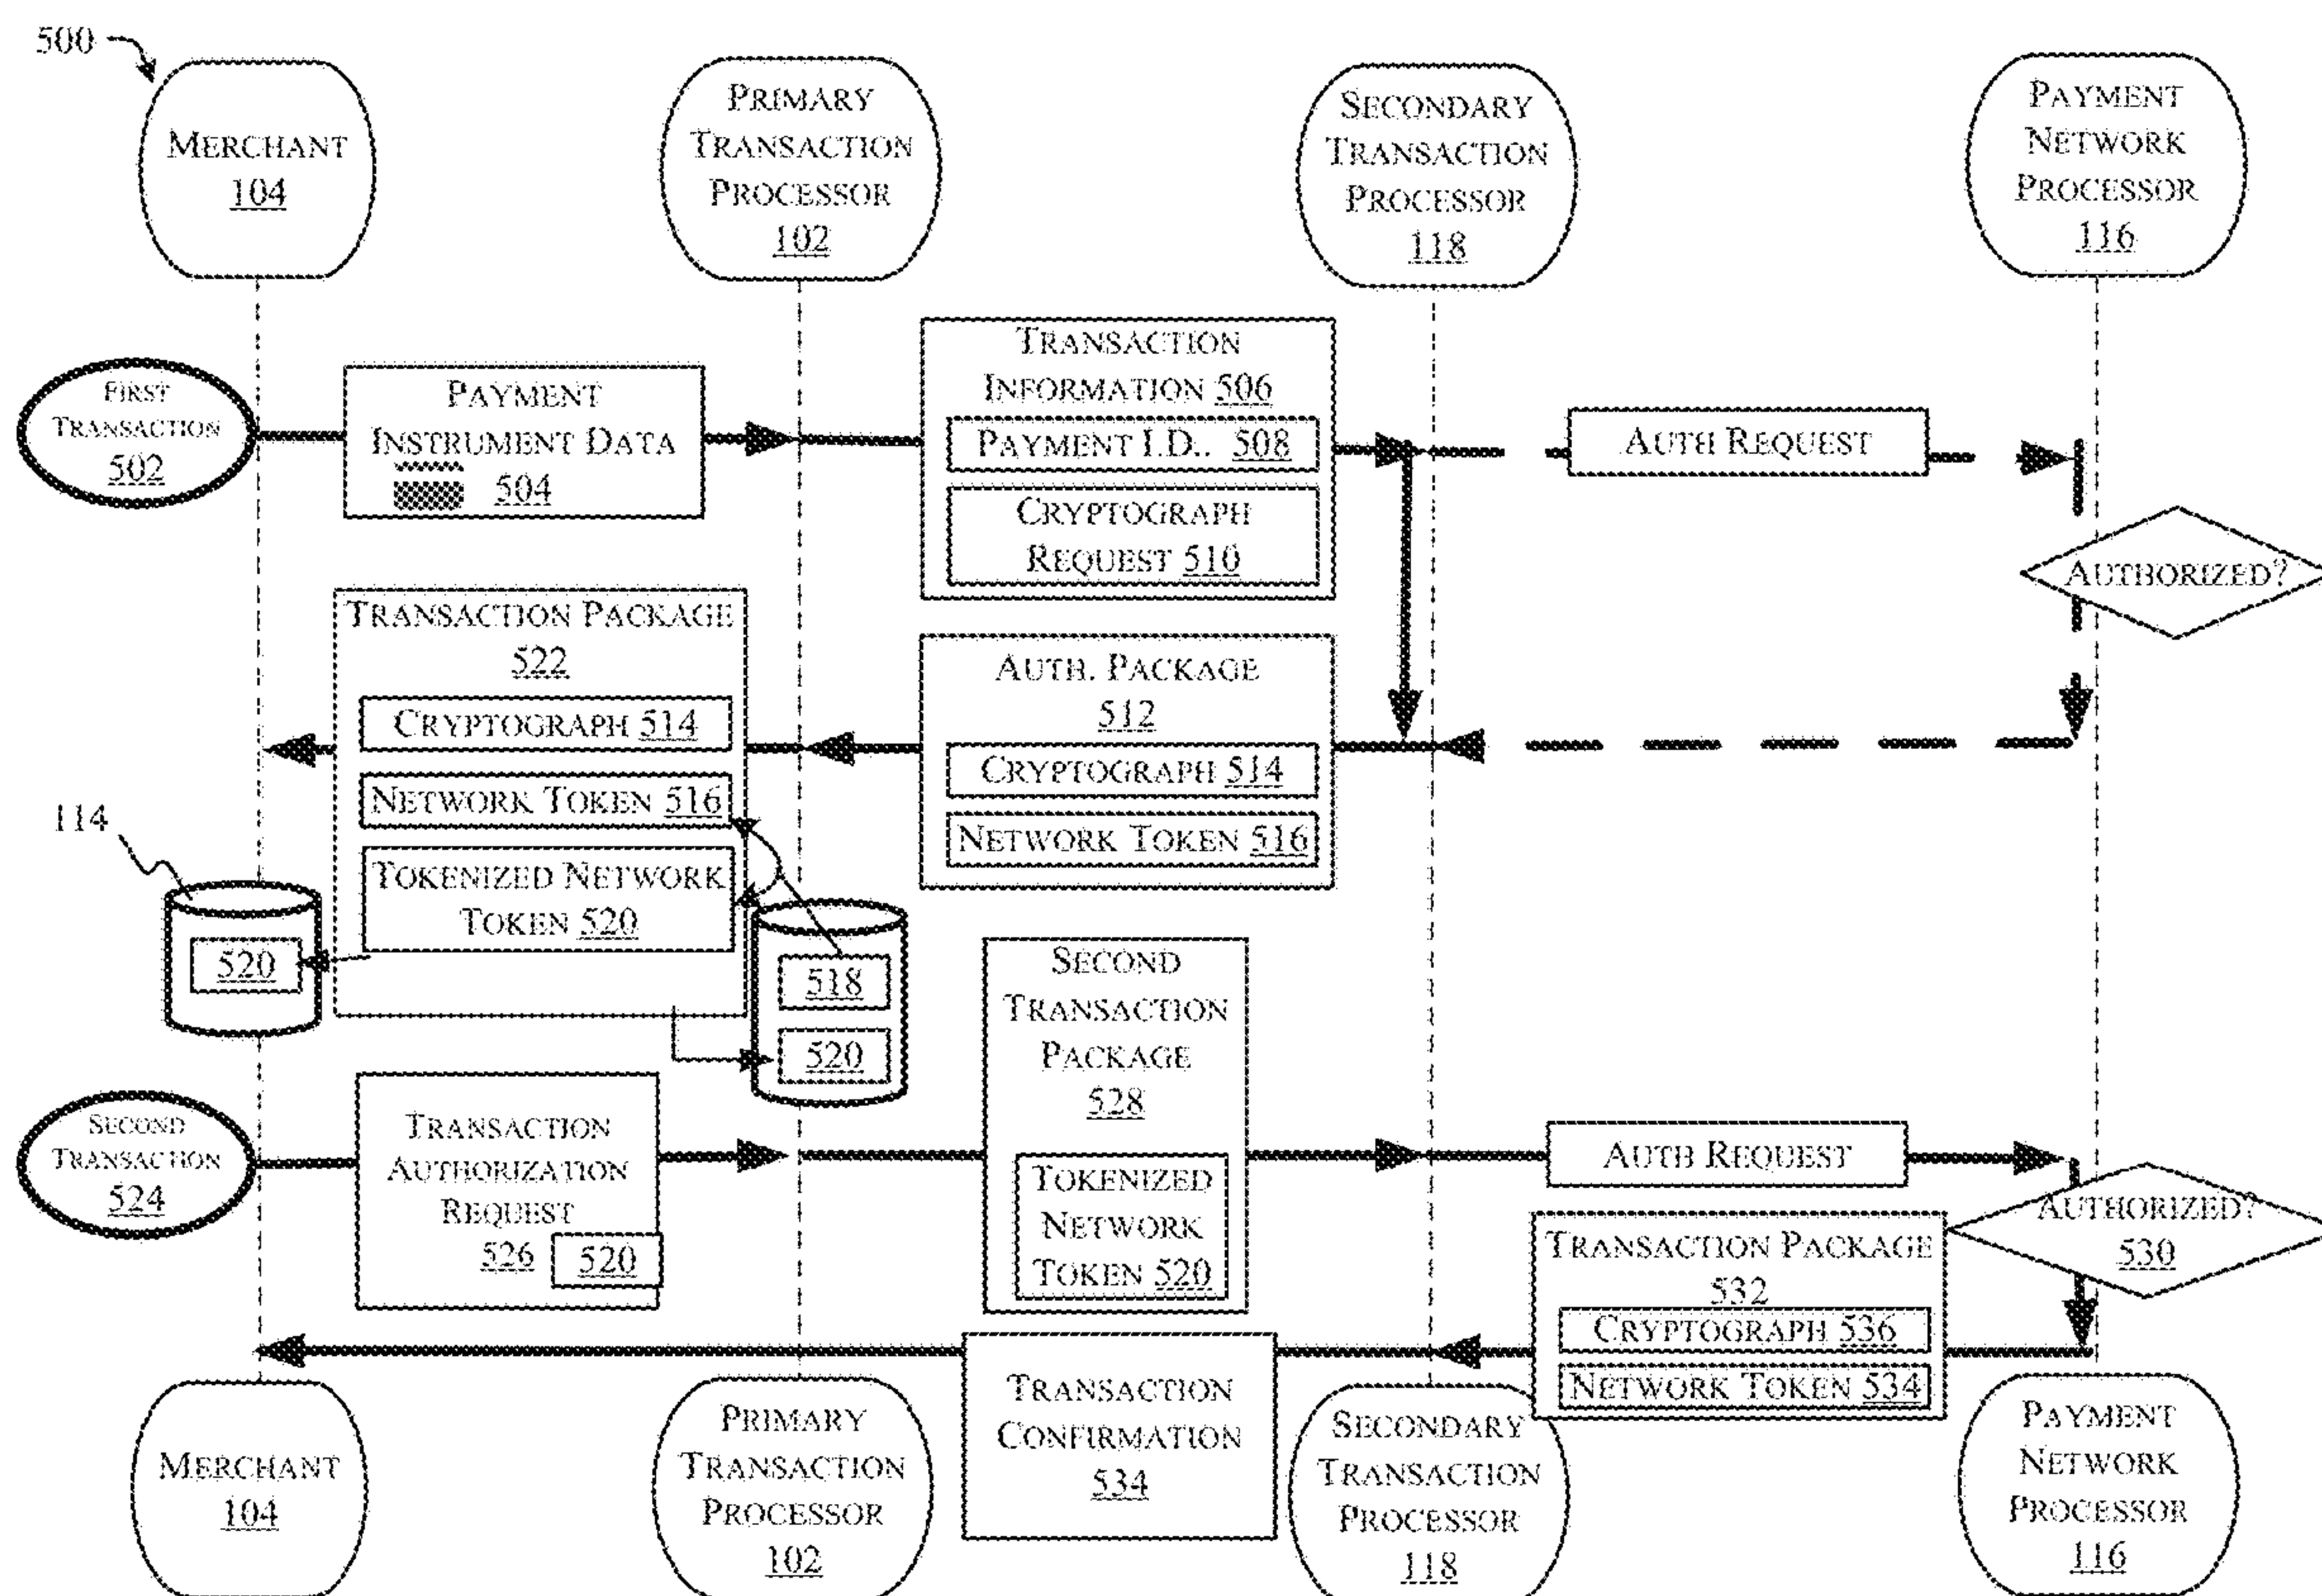 500
MERCHANT
104
PRIMARY
TRANSACTION
PROCESSOR
102
SECONDARY
TRANSACTION
PROCESSOR
118
PAYMENT
NETWORK
PROCESSOR
116
FIRST
TRANSACTION
502
PAYMENT
INSTRUMENT DATA
504
TRANSACTION
INFORMATION 506
PAYMENT I.D.. 508
CRYPTOGRAPH
REQUEST 510
AUTH REQUEST
AUTHORIZED?
TRANSACTION PACKAGE
522
CRYPTOGRAPH 514
NETWORK TOKEN 516
TOKENIZED NETWORK
TOKEN 520
AUTH. PACKAGE
512
CRYPTOGRAPH 514
NETWORK TOKEN 516
114
520
518
520
SECOND
TRANSACTION
524
TRANSACTION
AUTHORIZATION
REQUEST
526
520
SECOND
TRANSACTION
PACKAGE
528
TOKENIZED
NETWORK
TOKEN 520
AUTH REQUEST
AUTHORIZED?
530
TRANSACTION PACKAGE
532
CRYPTOGRAPH 536
NETWORK TOKEN 534
TRANSACTION
CONFIRMATION
534
MERCHANT
104
PRIMARY
TRANSACTION
PROCESSOR
102
SECONDARY
TRANSACTION
PROCESSOR
118
PAYMENT
NETWORK
PROCESSOR
116